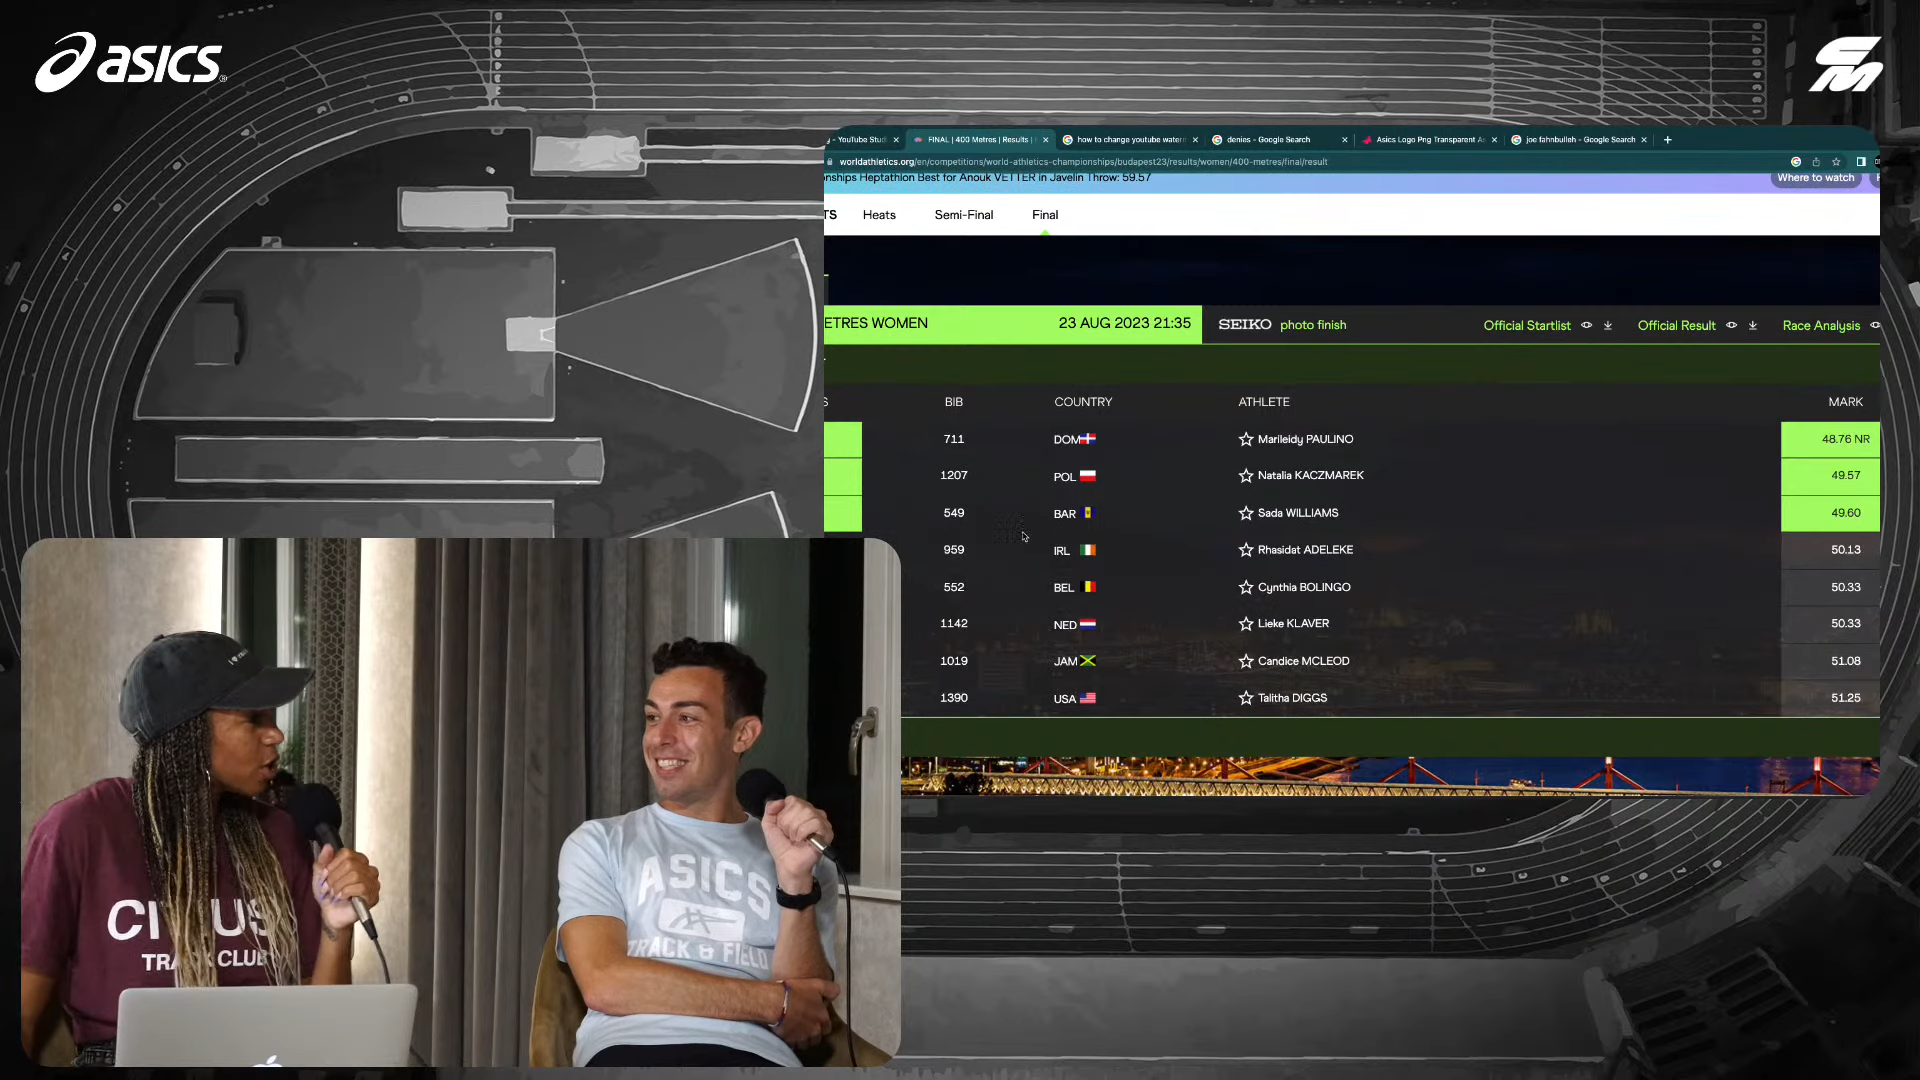 asics
FINAL | 400 Metres | Results |
how to change youtube waterm
denies - Google Search
Asics Logo Png Transparent A
joe fahnbulleh - Google Search
- YouTube Stud
worldathletics.org/en/competitions/world-athletics-championships/budapest23/results/women/400-metres/final/result
nships Heptathlon Best for Anouk VETTER in Javelin Throw: 59.57
Where to watch
TS Heats Semi-Final Final
ETRES WOMEN 23 AUG 2023 21:35 SEIKO photo finish Official Startlist Official Result Race Analysis
S BIB COUNTRY ATHLETE MARK
711 DOM Marileidy PAULINO 48.76 NR
1207 POL Natalia KACZMAREK 49.57
549 BAR Sada WILLIAMS 49.60
959 IRL Rhasidat ADELEKE 50.13
552 BEL Cynthia BOLINGO 50.33
1142 NED Lieke KLAVER 50.33
1019 JAM Candice MCLEOD 51.08
1390 USA Talitha DIGGS 51.25
CI US
TRA CLUB
ASICS
TRACK & FIELD